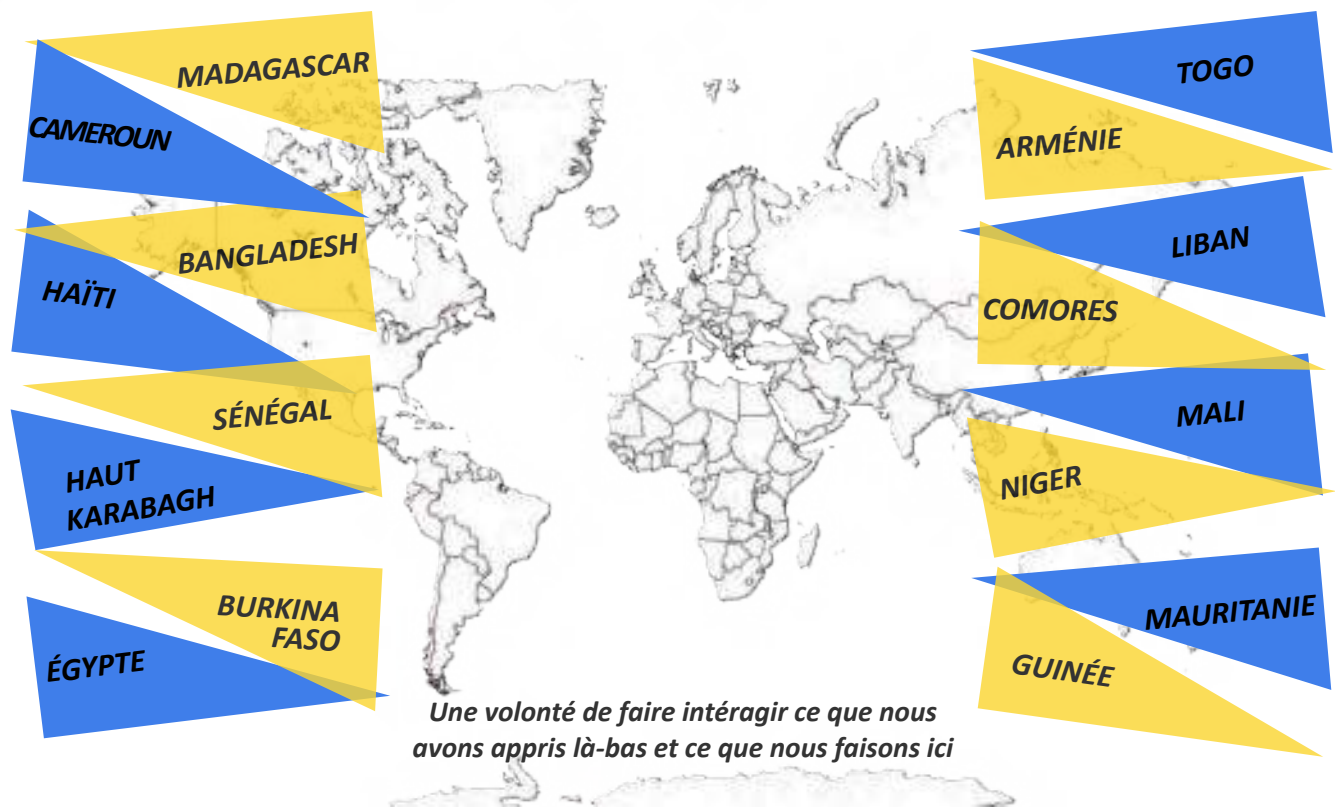 MADAGASCAR
CAMEROUN
BANGLADESH
HAÏTI
SÉNÉGAL
HAUT
KARABAGH
BURKINA
FASO
ÉGYPTE
TOGO
ARMÉNIE
LIBAN
COMORES
MALI
NIGER
MAURITANIE
GUINÉE
Une volonté de faire intéragir ce que nous
avons appris là-bas et ce que nous faisons ici